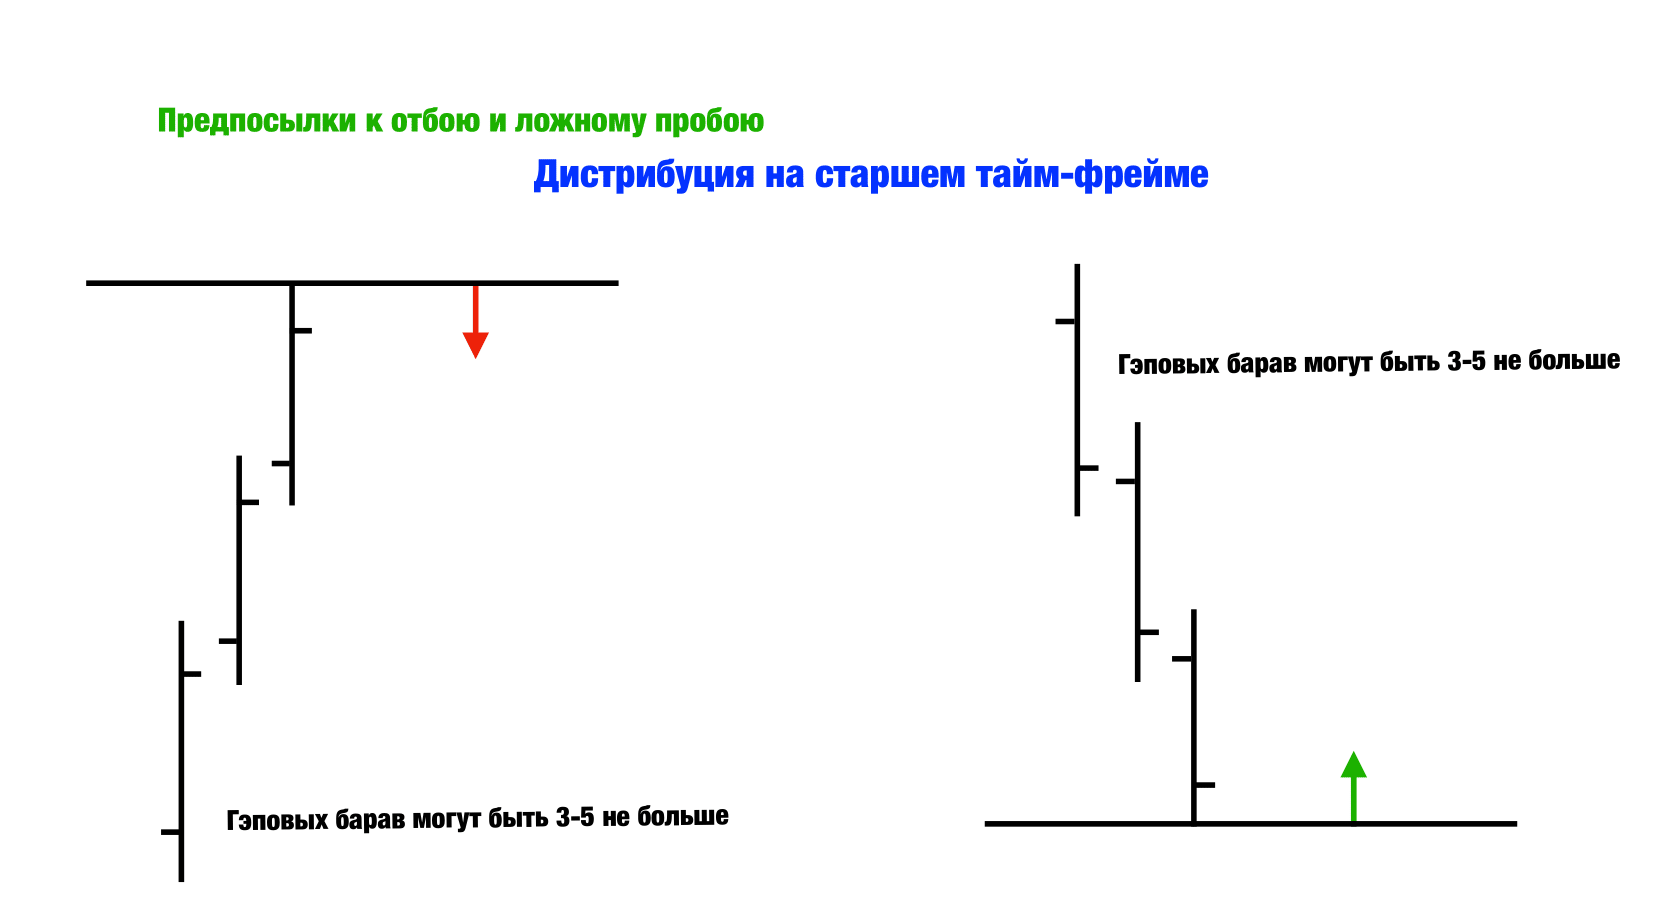 Предпосылки к отбою и ложному пробою
Дистрибуция на старшем тайм-фрейме
Гэповых барав могут быть 3-5 не больше
Гэповых барав могут быть 3-5 не больше